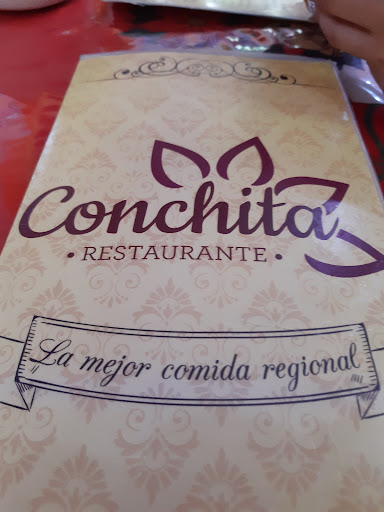 Conchita
• RESTAURANTE •
La mejor comida regional